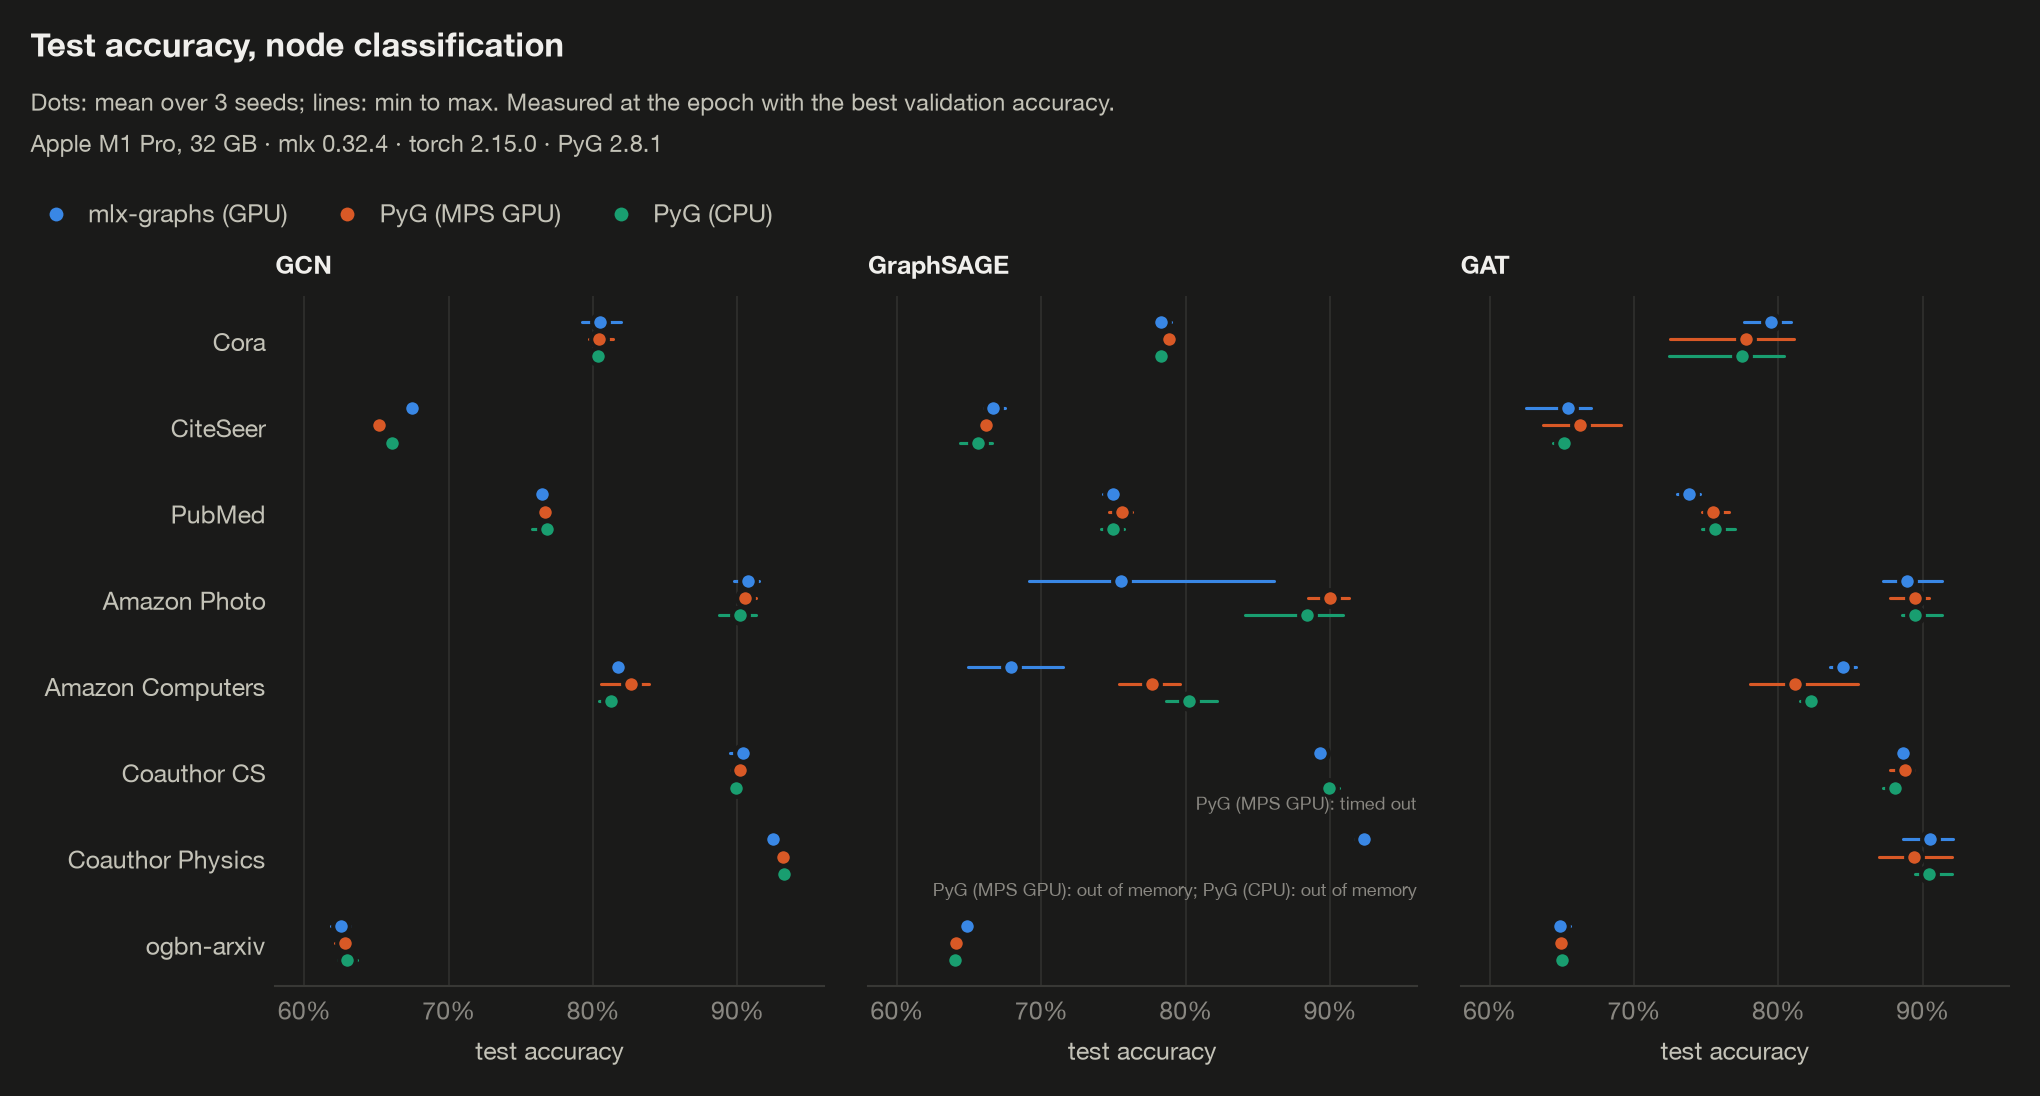 Test accuracy, node classification
Dots: mean over 3 seeds; lines: min to max. Measured at the epoch with the best validation accuracy.
Apple M1 Pro, 32 GB · mlx 0.32.4 · torch 2.15.0 · PyG 2.8.1
mlx-graphs (GPU) PyG (MPS GPU) PyG (CPU)
GCN GraphSAGE GAT
Cora
CiteSeer
PubMed
Amazon Photo
Amazon Computers
Coauthor CS
PyG (MPS GPU): timed out
Coauthor Physics
PyG (MPS GPU): out of memory; PyG (CPU): out of memory
ogbn-arxiv
60% 70% 80% 90% 60% 70% 80% 90% 60% 70% 80% 90%
test accuracy test accuracy test accuracy